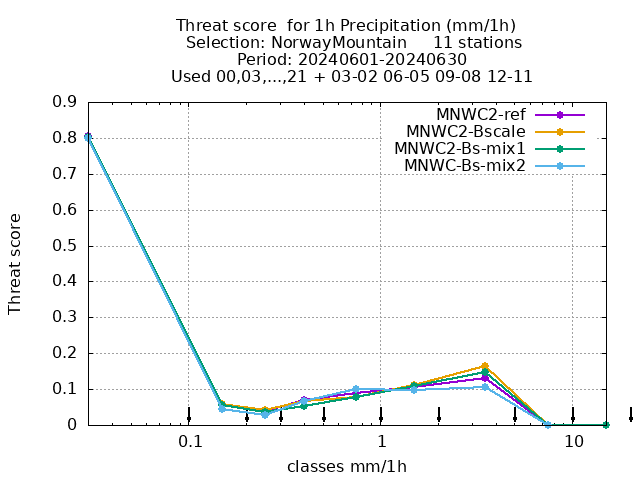 Threat score  for 1h Precipitation (mm/1h)
Selection: NorwayMountain     11 stations
Period: 20240601-20240630
Used 00,03,...,21 + 03-02 06-05 09-08 12-11
MNWC2-ref
MNWC2-Bscale
MNWC2-Bs-mix1
MNWC-Bs-mix2
Threat score
0.9
0.8
0.7
0.6
0.5
0.4
0.3
0.2
0.1
0
0.1 1 10
classes mm/1h